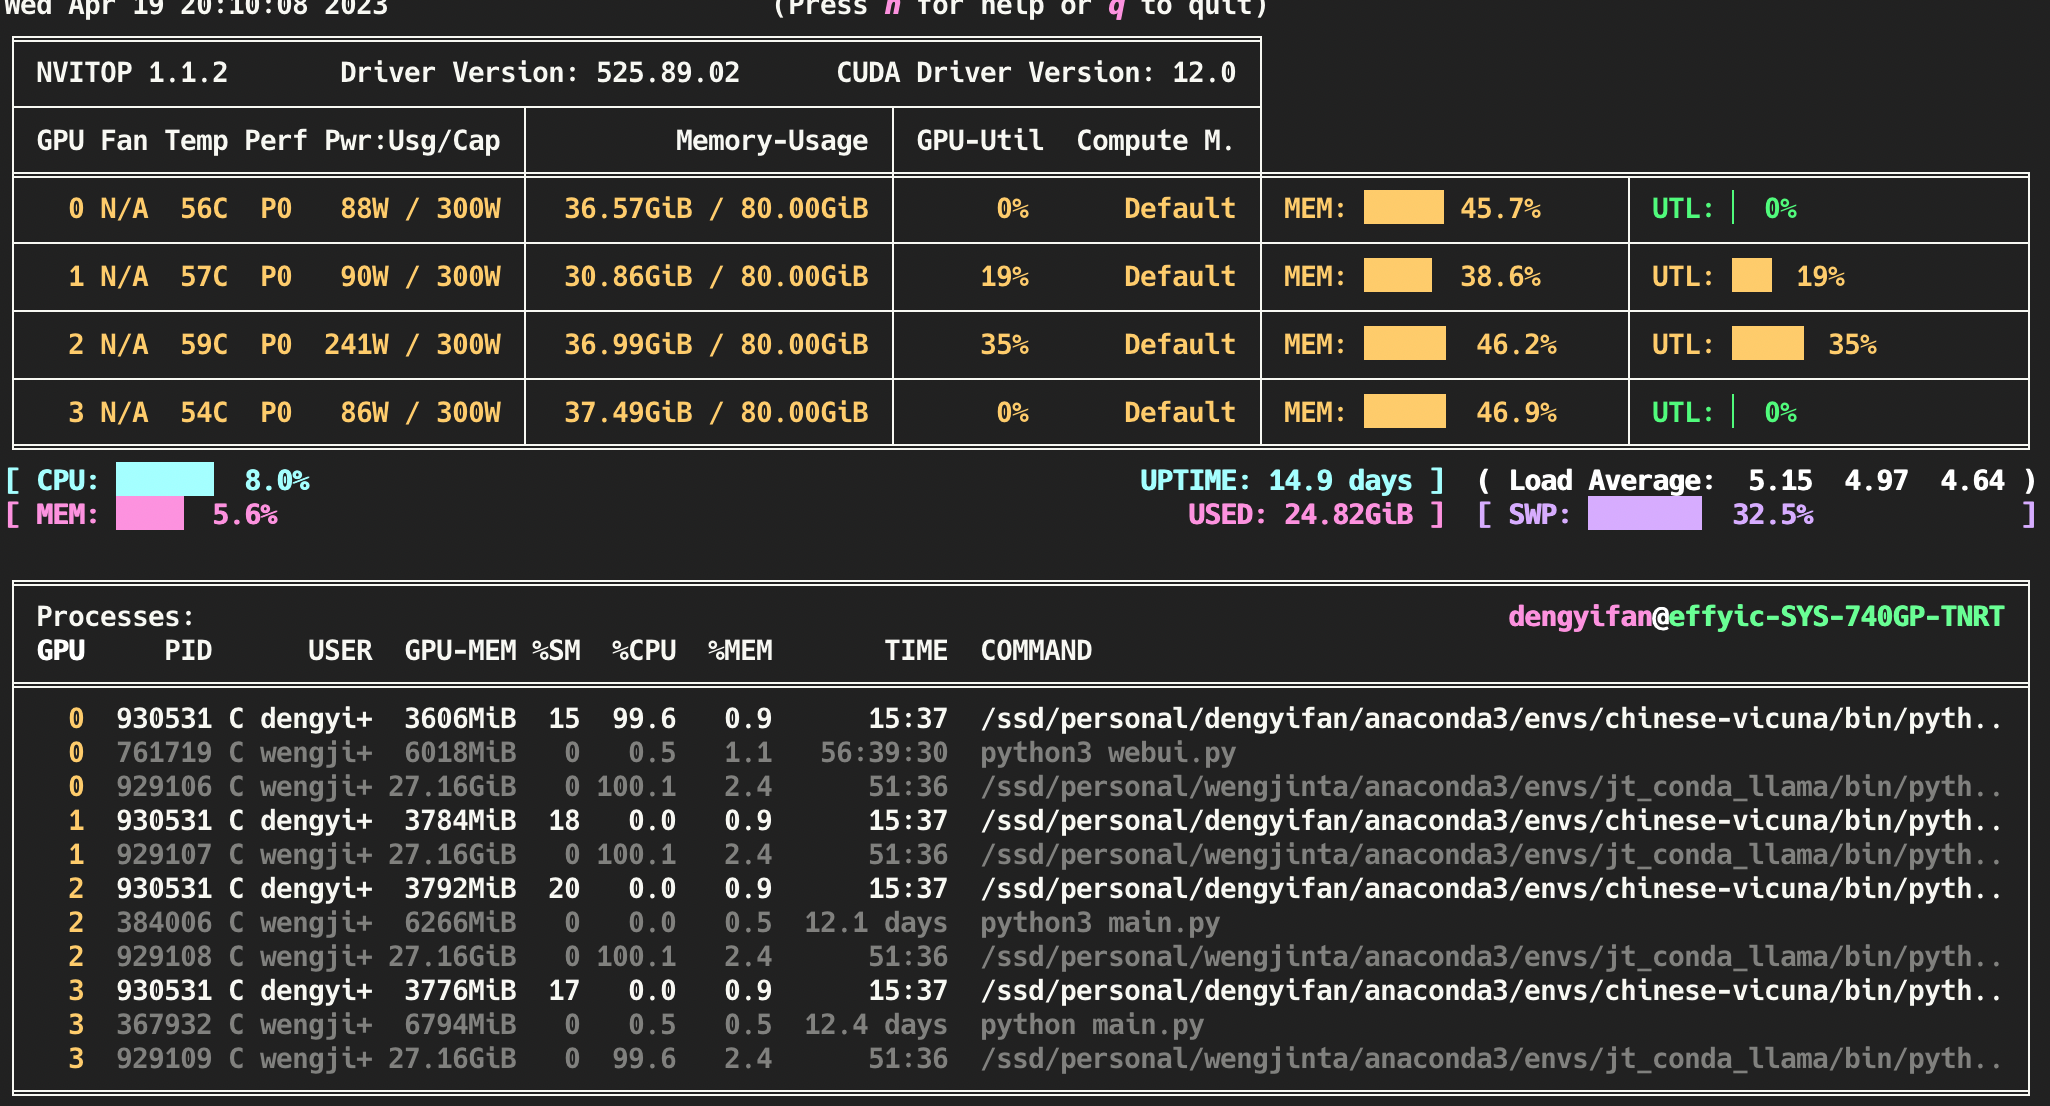 Wed Apr 19 20:10:08 2023 (Press h for help or q to quit)
NVITOP 1.1.2 Driver Version: 525.89.02 CUDA Driver Version: 12.0
GPU Fan Temp Perf Pwr:Usg/Cap Memory-Usage GPU-Util Compute M.
0 N/A 56C P0 88W / 300W 36.57GiB / 80.00GiB 0% Default MEM: 45.7% UTL: 0%
1 N/A 57C P0 90W / 300W 30.86GiB / 80.00GiB 19% Default MEM: 38.6% UTL: 19%
2 N/A 59C P0 241W / 300W 36.99GiB / 80.00GiB 35% Default MEM: 46.2% UTL: 35%
3 N/A 54C P0 86W / 300W 37.49GiB / 80.00GiB 0% Default MEM: 46.9% UTL: 0%
[ CPU: 8.0% UPTIME: 14.9 days ] ( Load Average: 5.15 4.97 4.64 )
[ MEM: 5.6% USED: 24.82GiB ] [ SWP: 32.5% ]
Processes: dengyifan@effyic-SYS-740GP-TNRT
GPU PID USER GPU-MEM %SM %CPU %MEM TIME COMMAND
0 930531 C dengyi+ 3606MiB 15 99.6 0.9 15:37 /ssd/personal/dengyifan/anaconda3/envs/chinese-vicuna/bin/pyth..
0 761719 C wengji+ 6018MiB 0 0.5 1.1 56:39:30 python3 webui.py
0 929106 C wengji+ 27.16GiB 0 100.1 2.4 51:36 /ssd/personal/wengjinta/anaconda3/envs/jt_conda_llama/bin/pyth..
1 930531 C dengyi+ 3784MiB 18 0.0 0.9 15:37 /ssd/personal/dengyifan/anaconda3/envs/chinese-vicuna/bin/pyth..
1 929107 C wengji+ 27.16GiB 0 100.1 2.4 51:36 /ssd/personal/wengjinta/anaconda3/envs/jt_conda_llama/bin/pyth..
2 930531 C dengyi+ 3792MiB 20 0.0 0.9 15:37 /ssd/personal/dengyifan/anaconda3/envs/chinese-vicuna/bin/pyth..
2 384006 C wengji+ 6266MiB 0 0.0 0.5 12.1 days python3 main.py
2 929108 C wengji+ 27.16GiB 0 100.1 2.4 51:36 /ssd/personal/wengjinta/anaconda3/envs/jt_conda_llama/bin/pyth..
3 930531 C dengyi+ 3776MiB 17 0.0 0.9 15:37 /ssd/personal/dengyifan/anaconda3/envs/chinese-vicuna/bin/pyth..
3 367932 C wengji+ 6794MiB 0 0.5 0.5 12.4 days python main.py
3 929109 C wengji+ 27.16GiB 0 99.6 2.4 51:36 /ssd/personal/wengjinta/anaconda3/envs/jt_conda_llama/bin/pyth..